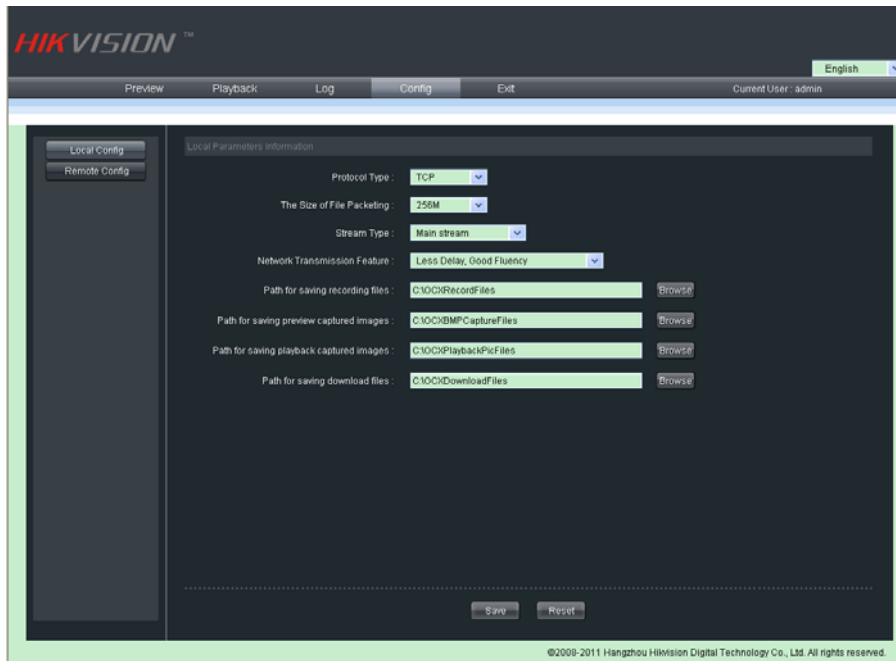 HIKVISION ™
English
Preview Playback Log Config Exit Current User : admin
Local Config
Remote Config
Local Parameters Information
Protocol Type : TCP
The Size of File Packeting : 256M
Stream Type : Main stream
Network Transmission Feature : Less Delay, Good Fluency
Path for saving recording files : C:\OCXRecordFiles Browse
Path for saving preview captured images : C:\OCXBMPCaptureFiles Browse
Path for saving playback captured images : C:\OCXPlaybackPicFiles Browse
Path for saving download files : C:\OCXDownloadFiles Browse
Save Reset
©2008-2011 Hangzhou Hikvision Digital Technology Co., Ltd. All rights reserved.